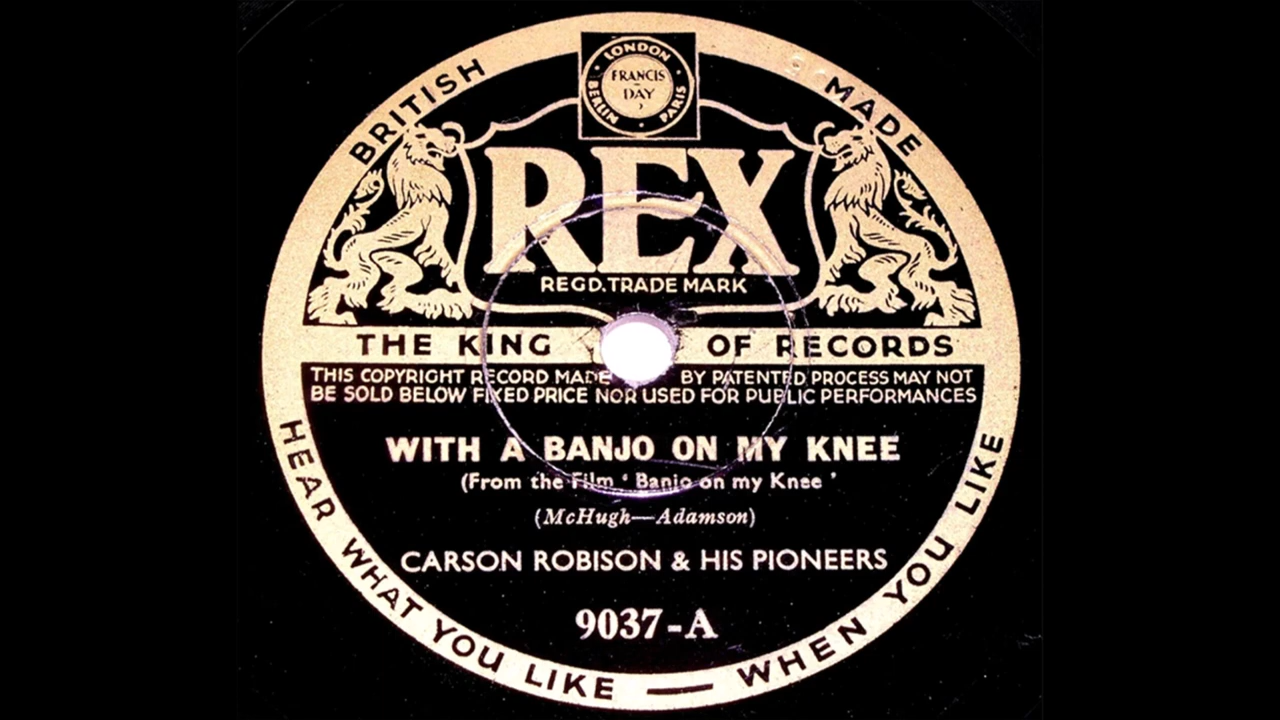 BRITISH MADE
LONDON
FRANCIS
DAY
BERLIN PARIS
REX
REGD. TRADE MARK
THE KING OF RECORDS
THIS COPYRIGHT RECORD MADE BY PATENTED PROCESS MAY NOT
BE SOLD BELOW FIXED PRICE NOR USED FOR PUBLIC PERFORMANCES
WITH A BANJO ON MY KNEE
(From the Film ‘ Banjo on my Knee ’
(McHugh—Adamson)
CARSON ROBISON & HIS PIONEERS
9037-A
HEAR WHAT YOU LIKE — WHEN YOU LIKE